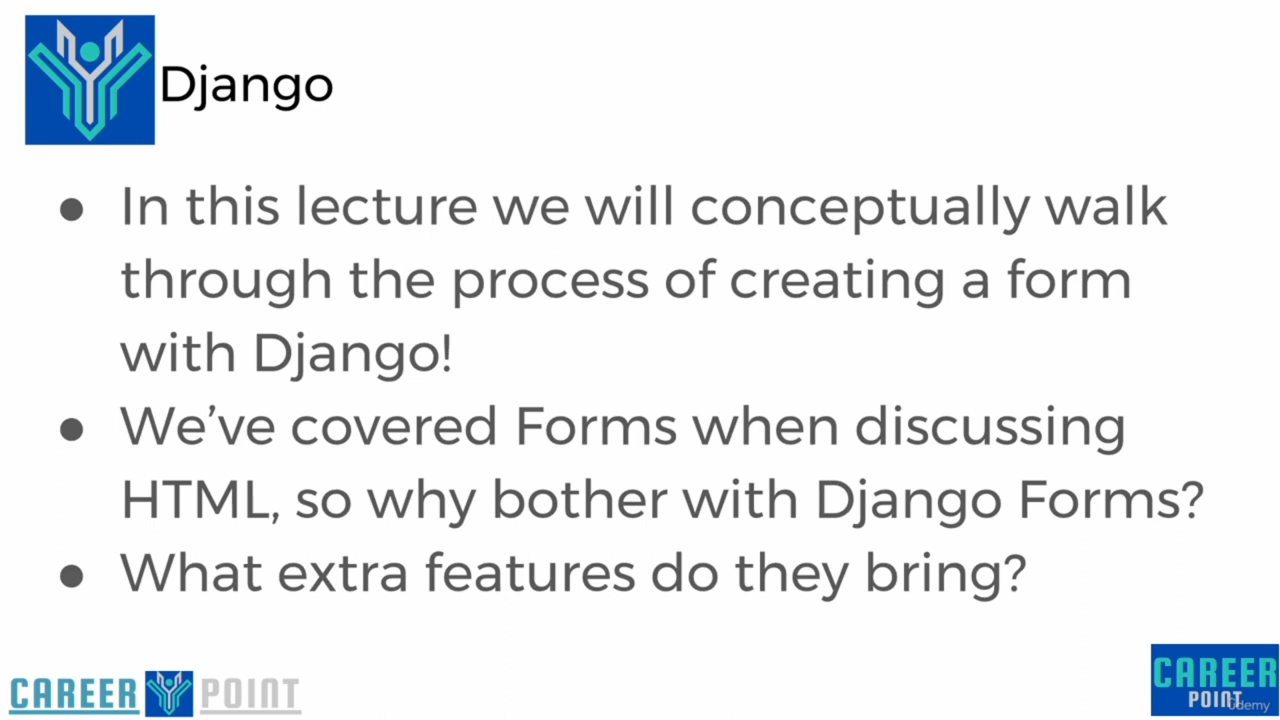 Django
● In this lecture we will conceptually walk
through the process of creating a form
with Django!
● We’ve covered Forms when discussing
HTML, so why bother with Django Forms?
● What extra features do they bring?
CAREER POINT
CAREER
POINT
Udemy